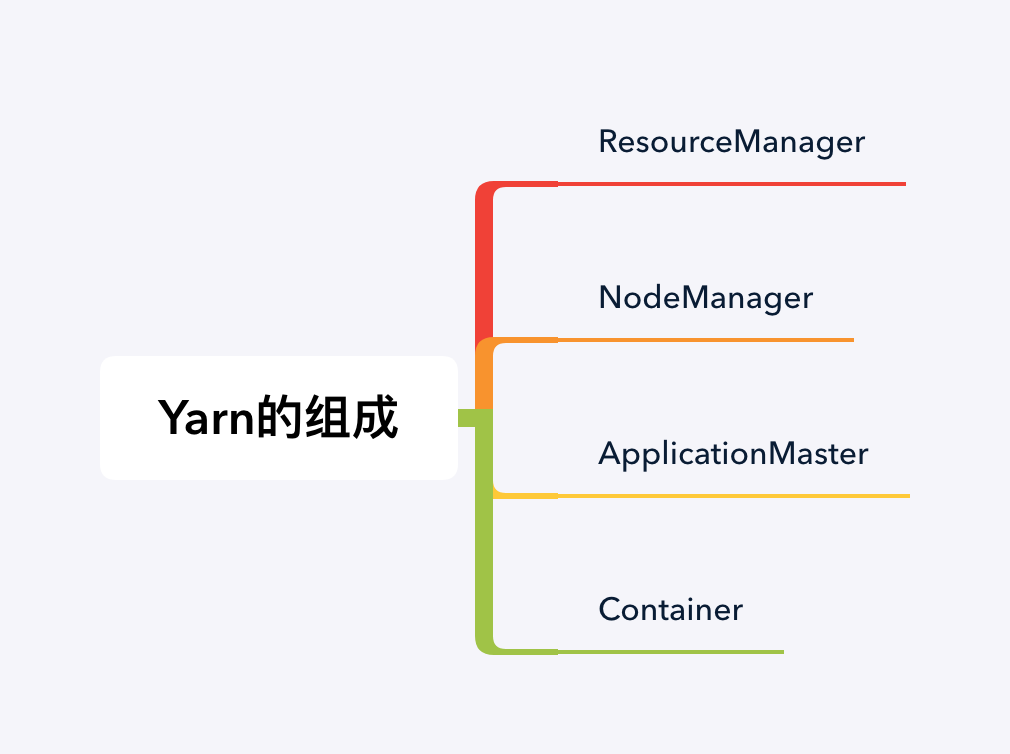 ResourceManager
NodeManager
Yarn的组成
ApplicationMaster
Container